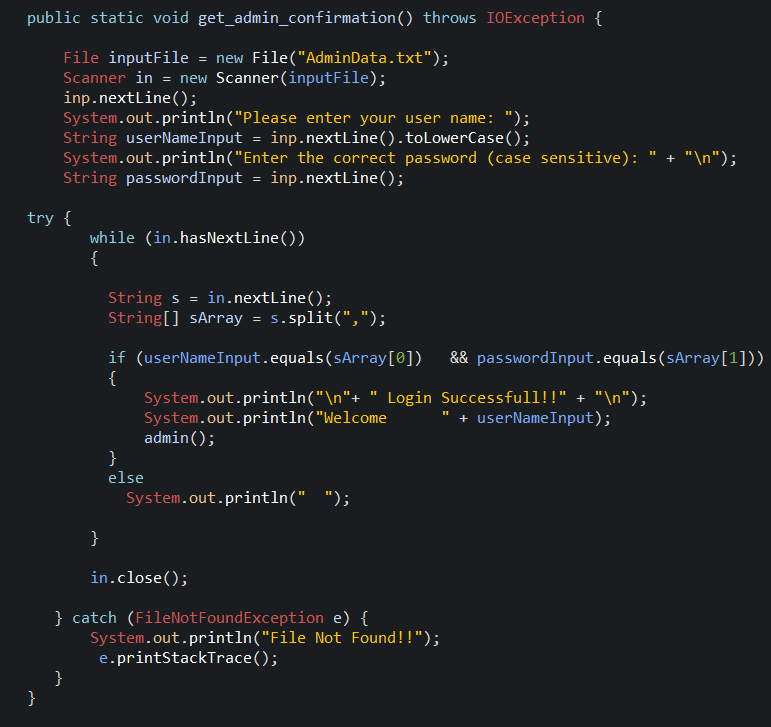 public static void get_admin_confirmation() throws IOException {
File inputFile = new File("AdminData.txt");
Scanner in = new Scanner(inputFile);
inp.nextLine();
System.out.println("Please enter your user name: ");
String userNameInput = inp.nextLine().toLowerCase();
System.out.println("Enter the correct password (case sensitive): " + "\n");
String passwordInput = inp.nextLine();
try {
while (in.hasNextLine())
{
String s = in.nextLine();
String[] sArray = s.split(",");
if (userNameInput.equals(sArray[0])   && passwordInput.equals(sArray[1]))
{
System.out.println("\n"+ " Login Successfull!!" + "\n");
System.out.println("Welcome      " + userNameInput);
admin();
}
else
System.out.println("  ");
}
in.close();
} catch (FileNotFoundException e) {
System.out.println("File Not Found!!");
e.printStackTrace();
}
}